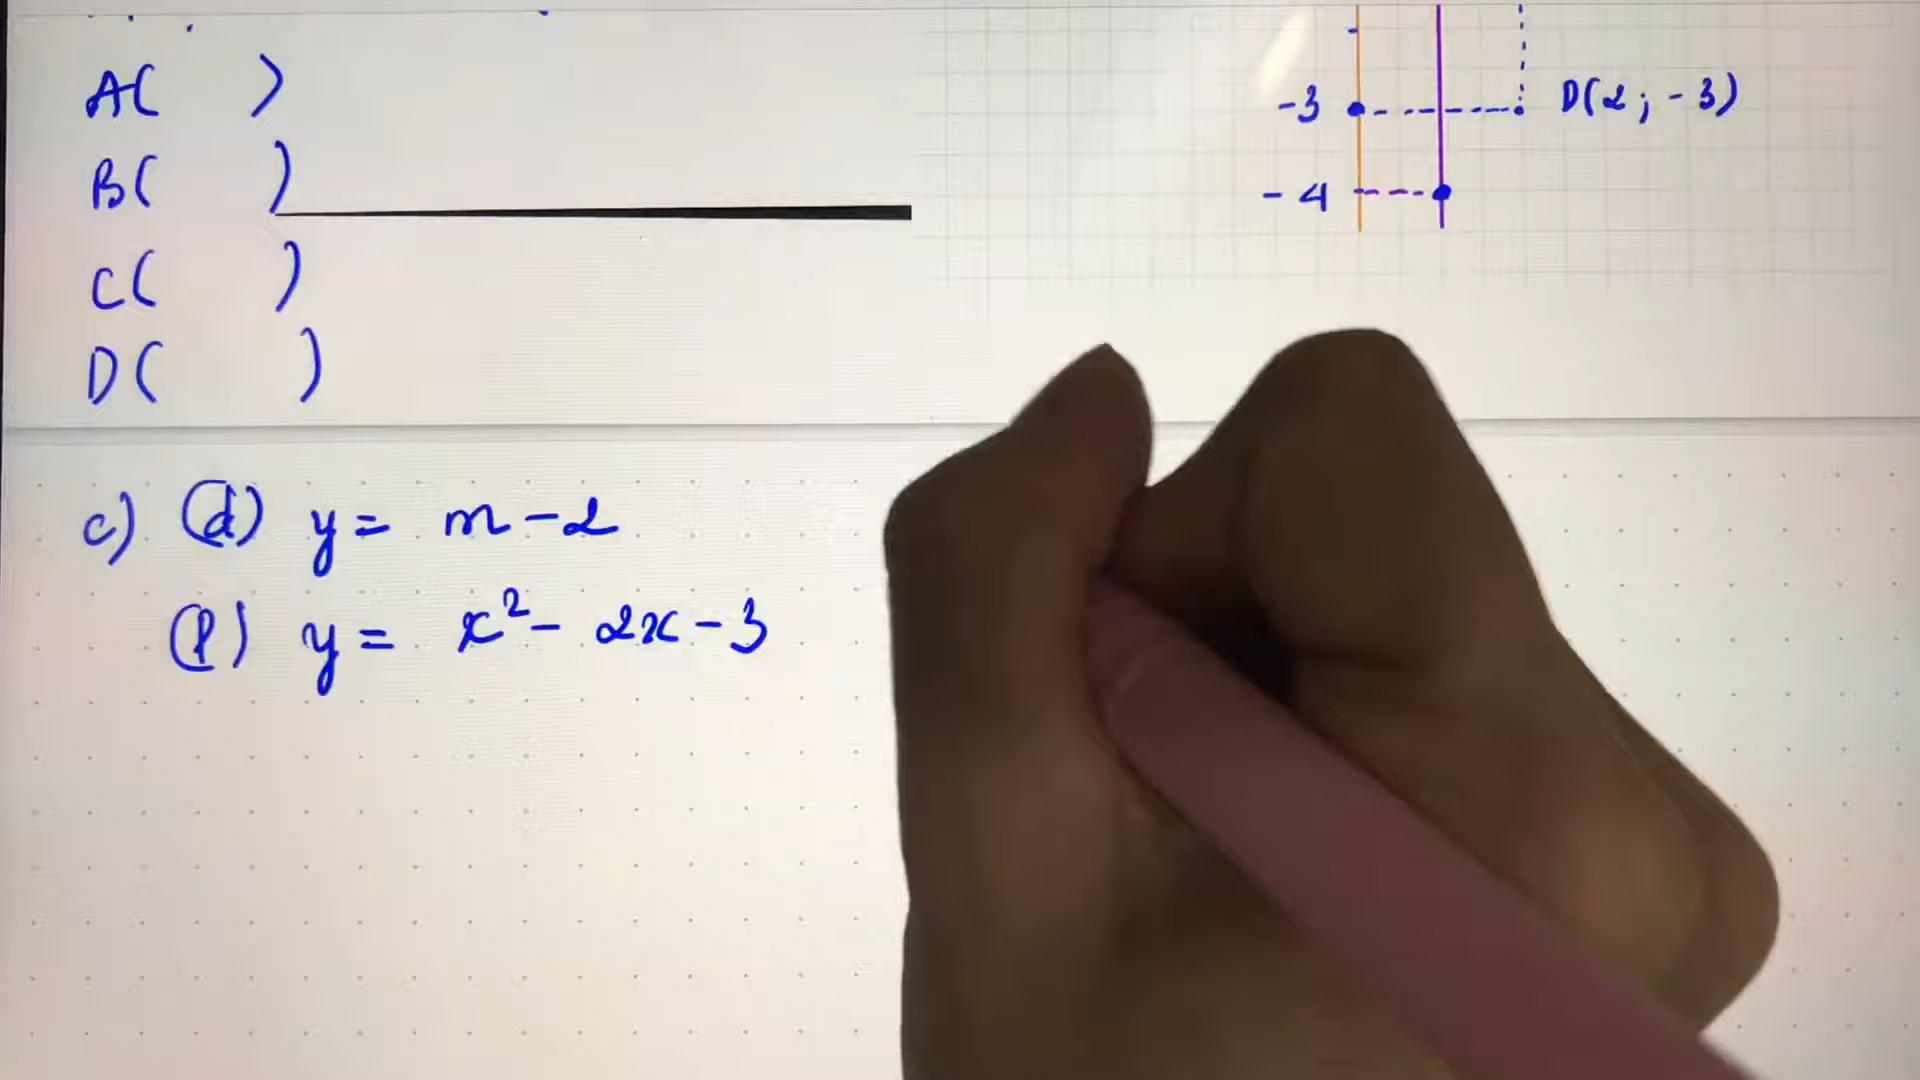 A( )
B( )
C( )
D( )
-3
D(2; -3)
-4
c) (d) y = m - 2
(P) y = x² - 2x - 3